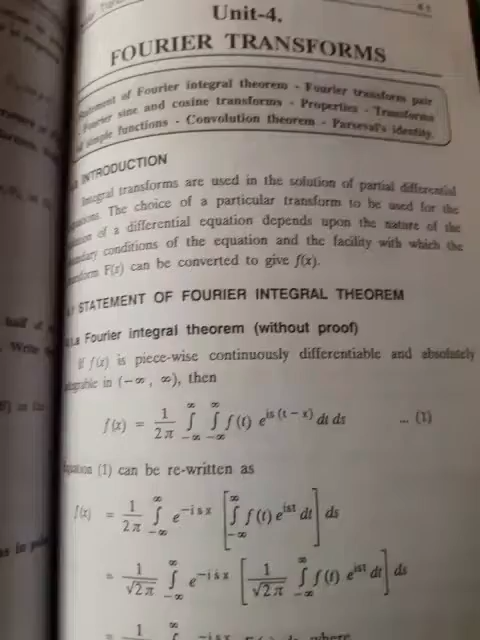 Unit-4.
FOURIER TRANSFORMS
of Fourier integral theorem - Fourier transform pair
- Fourier sine and cosine transforms - Properties - Transforms
of simple functions - Convolution theorem - Parseval's identity.
INTRODUCTION
Integral transforms are used in the solution of partial differential
The choice of a particular transform to be used for the
of a differential equation depends upon the nature of the
conditions of the equation and the facility with which the
F(s) can be converted to give f(x).
STATEMENT OF FOURIER INTEGRAL THEOREM
Fourier integral theorem (without proof)
If f(x) is piece-wise continuously differentiable and absolutely
in (-∞, ∞), then
f(x) = 1/2π ∫_{-∞}^{∞} ∫_{-∞}^{∞} f(t) e^{is(t-x)} dt ds ... (1)
Equation (1) can be re-written as
f(x) = 1/2π ∫_{-∞}^{∞} e^{-isx} [ ∫_{-∞}^{∞} f(t) e^{ist} dt ] ds
= 1/√2π ∫_{-∞}^{∞} e^{-isx} [ 1/√2π ∫_{-∞}^{∞} f(t) e^{ist} dt ] ds